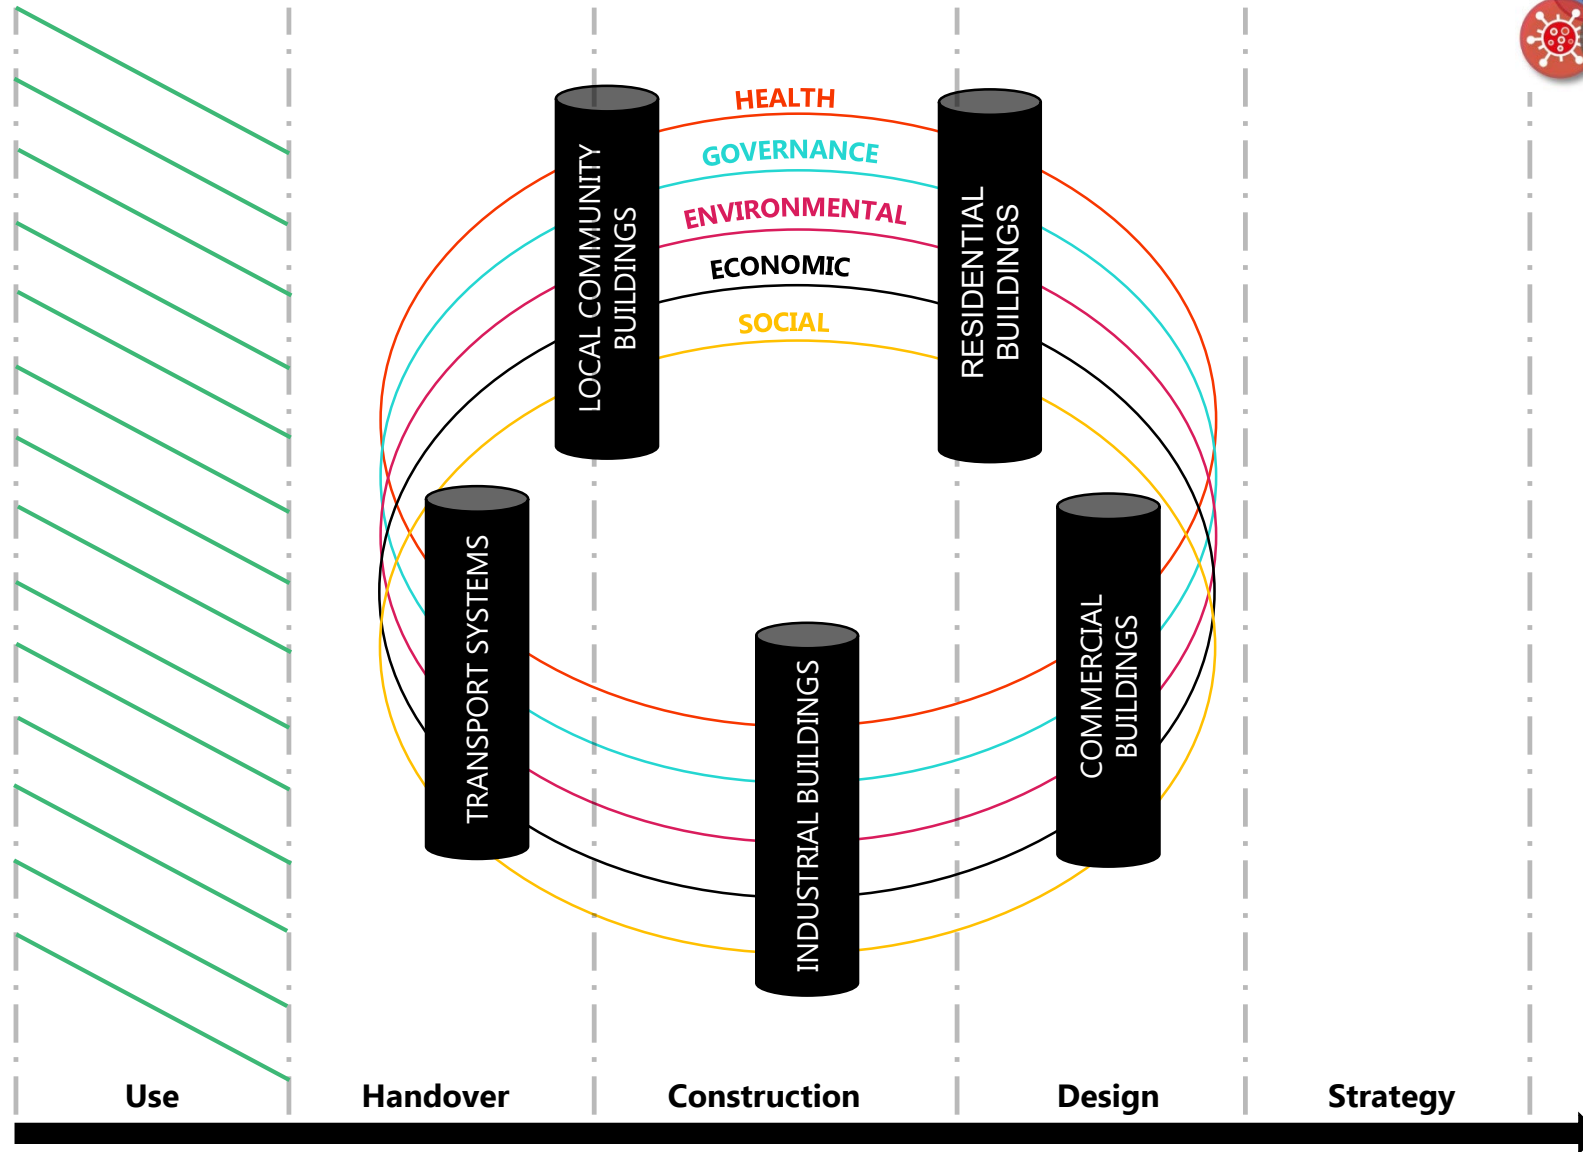 HEALTH
GOVERNANCE
ENVIRONMENTAL
ECONOMIC
SOCIAL
LOCAL COMMUNITY
BUILDINGS
RESIDENTIAL
BUILDINGS
TRANSPORT SYSTEMS
INDUSTRIAL BUILDINGS
COMMERCIAL
BUILDINGS
Use
Handover
Construction
Design
Strategy